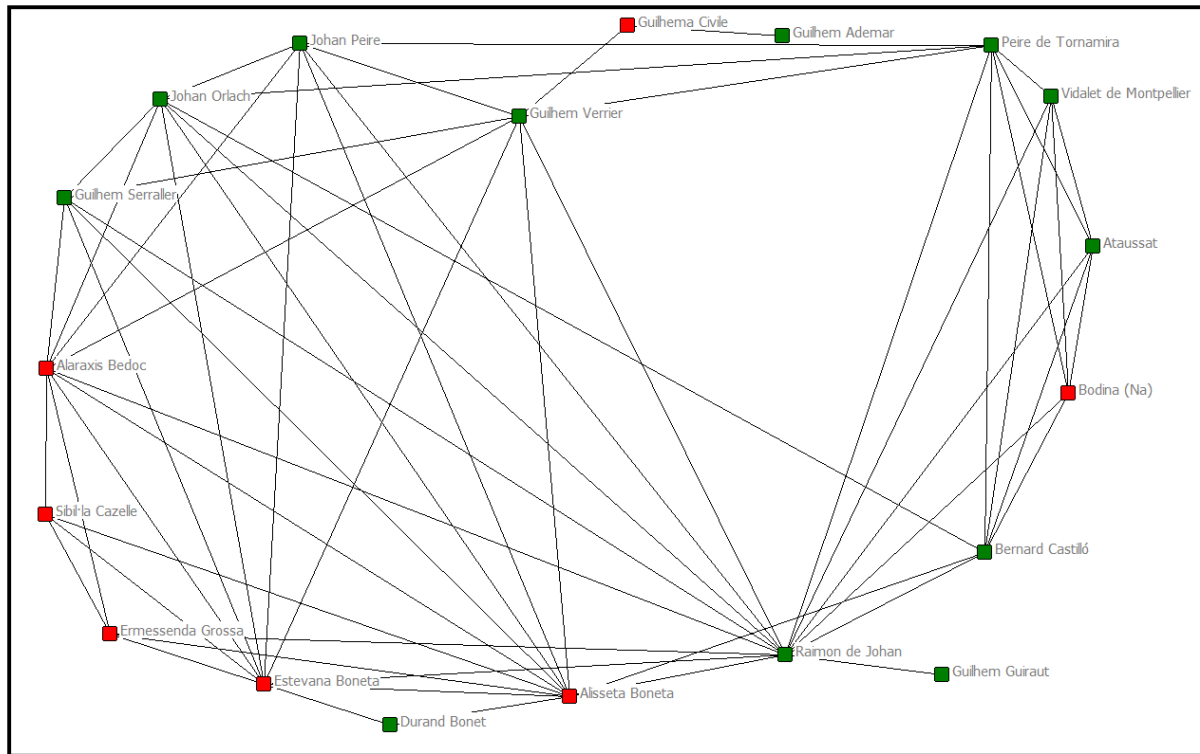 Guilhema Civile
Guilhem Ademar
Johan Peire
Peire de Tornamira
Johan Orlach
Vidalet de Montpellier
Guilhem Verrier
Guilhem Serraller
Ataussat
Alaraxis Bedoc
Bodina (Na)
Sibil·la Cazelle
Bernard Castilló
Ermessenda Grossa
Raimon de Johan
Guilhem Guiraut
Estevana Boneta
Alisseta Boneta
Durand Bonet